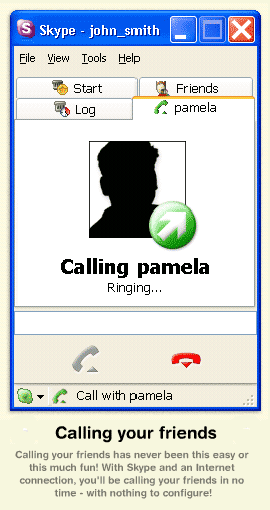 Skype - john_smith
File View Tools Help
Start Friends
Log pamela
Calling pamela
Ringing...
Call with pamela
Calling your friends
Calling your friends has never been this easy or
this much fun! With Skype and an Internet
connection, you'll be calling your friends in no
time - with nothing to configure!